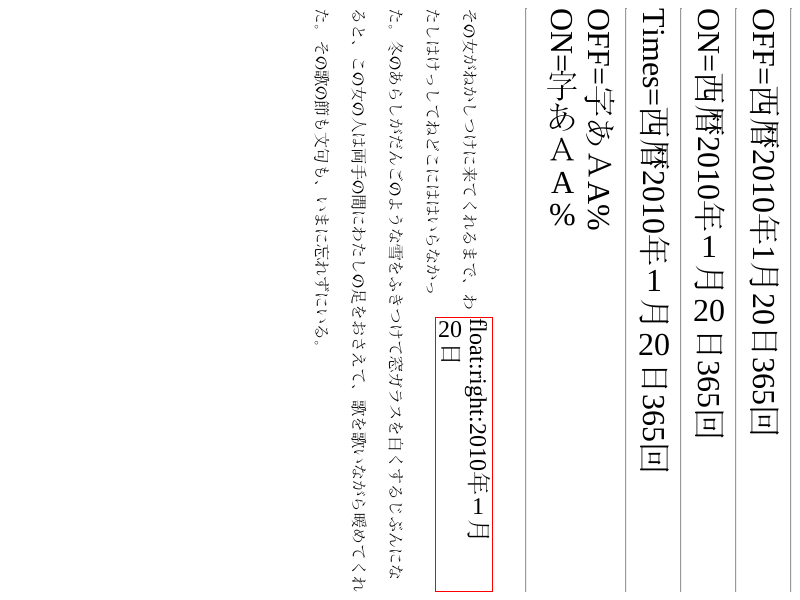 OFF=西暦2010年1月20日365回
ON=西暦2010年1月20日365回
Times=西暦2010年1月20日365回
OFF=字あＡA%
ON=字あＡA%
float:right:2010年1月
20日
その女がねかしつけに来てくれるまで、わ
たしはけっしてねどこにははいらなかっ
た。冬のあらしがだんごのような雪をふきつけて窓ガラスを白くするじぶんにな
ると、この女の人は両手の間にわたしの足をおさえて、歌を歌いながら暖めてくれ
た。その歌の節も文句も、いまに忘れずにいる。